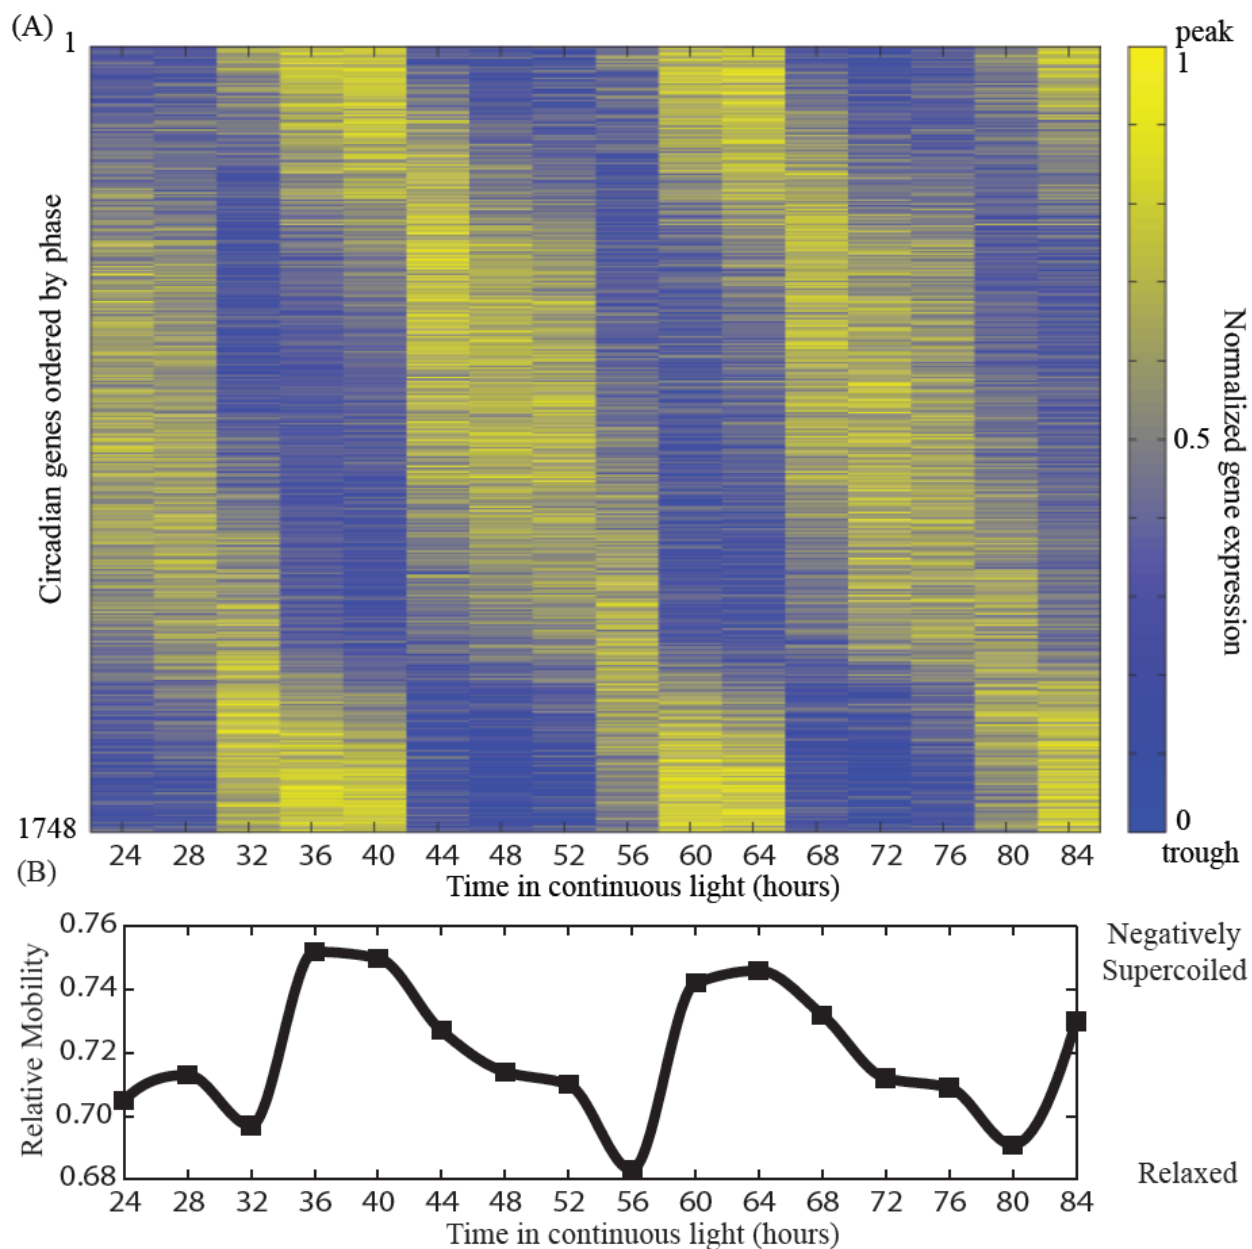 (A)
1
Circadian genes ordered by phase
1748
24 28 32 36 40 44 48 52 56 60 64 68 72 76 80 84
Time in continuous light (hours)
peak
1
0.5
0
trough
Normalized gene expression
(B)
0.76
0.74
0.72
0.70
0.68
Relative Mobility
24 28 32 36 40 44 48 52 56 60 64 68 72 76 80 84
Time in continuous light (hours)
Negatively
Supercoiled
Relaxed